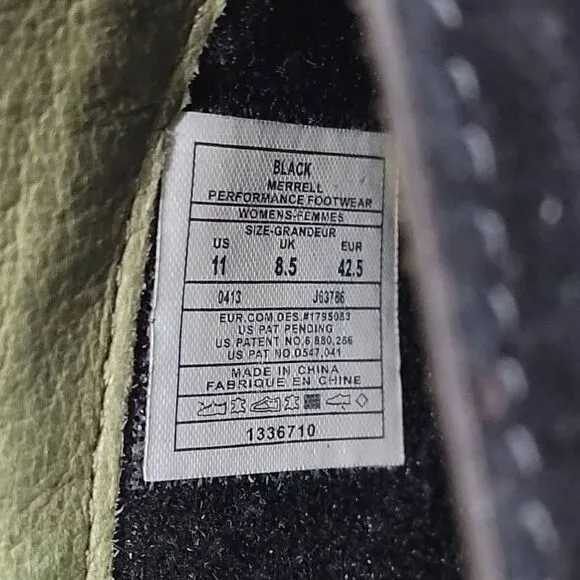 BLACK
MERRELL
PERFORMANCE FOOTWEAR
WOMENS-FEMMES
SIZE-GRANDEUR
US UK EUR
11 8.5 42.5
0413 J63786
EUR.COM.DES.#1795083
US PAT PENDING
US PATENT NO.6,880,266
US PAT NO.D547,041
MADE IN CHINA
FABRIQUE EN CHINE
1336710